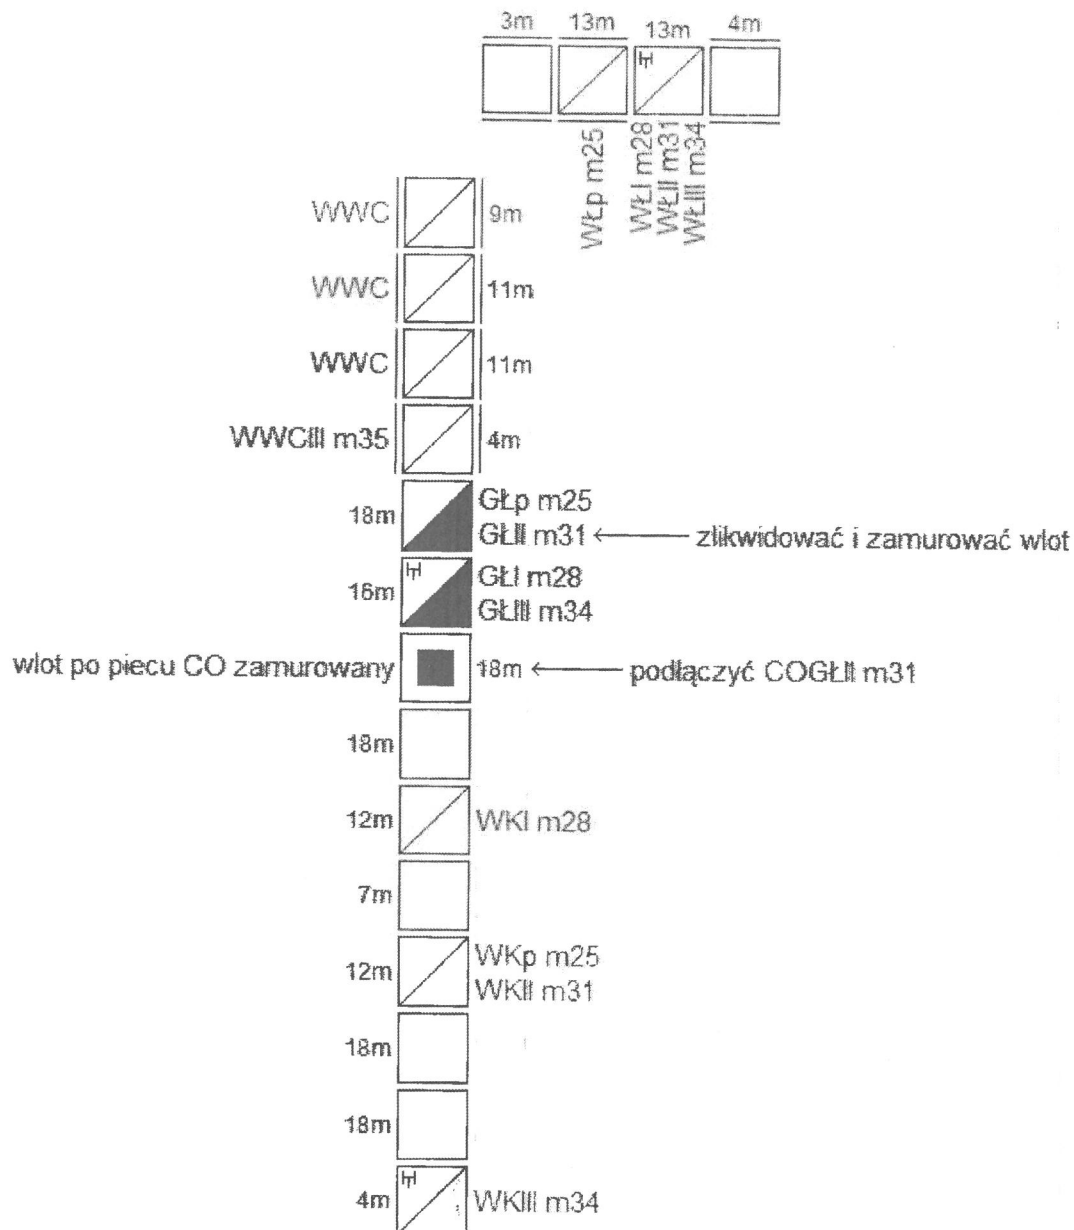 3m 13m 13m 4m
WŁp m25
WŁI m28
WŁII m31
WŁIII m34
WWC 9m
WWC 11m
WWC 11m
WWCIII m35 4m
18m GŁp m25
GŁII m31 zlikwidować i zamurować wlot
16m GŁI m28
GŁIII m34
wlot po piecu CO zamurowany 18m podłączyć COGŁII m31
18m
12m WKI m28
7m
12m WKp m25
WKII m31
18m
18m
4m WKIII m34